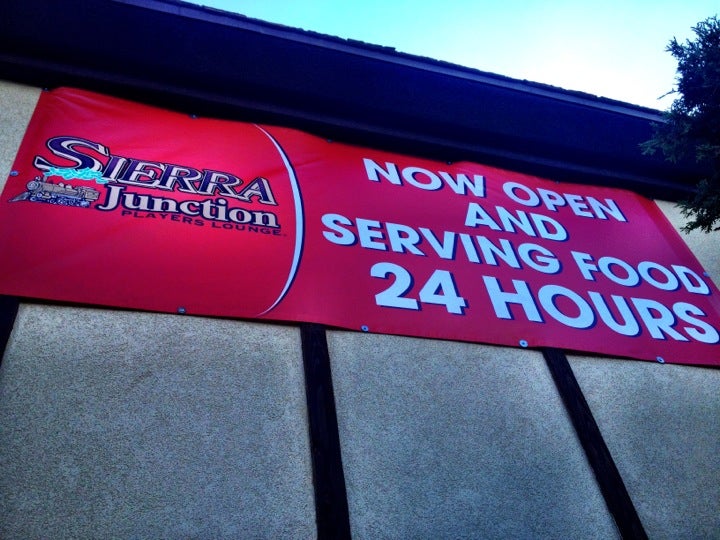 SIERRA
Junction
PLAYERS LOUNGE
NOW OPEN
AND
SERVING FOOD
24 HOURS